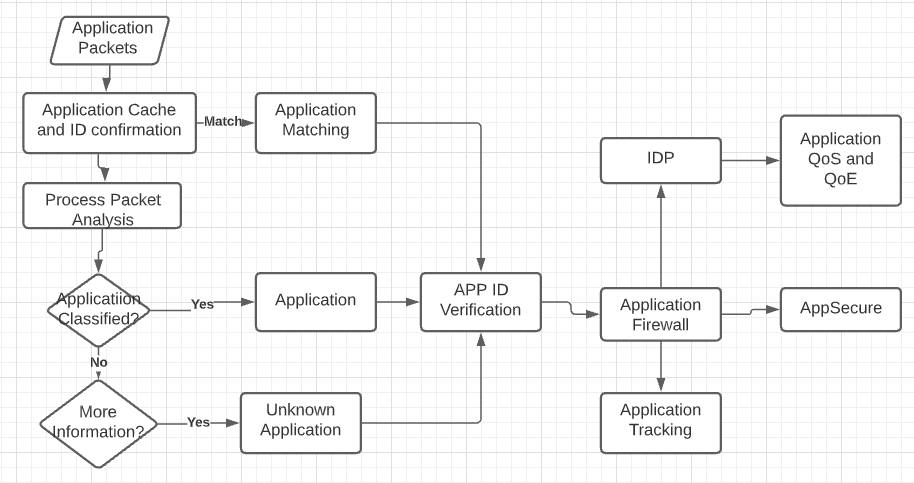 Application
Packets
Application Cache
and ID confirmation
Match
Application
Matching
Process Packet
Analysis
Applicatiion
Classified?
Yes
Application
APP ID
Verification
No
More
Information?
Yes
Unknown
Application
IDP
Application
QoS and
QoE
Application
Firewall
AppSecure
Application
Tracking